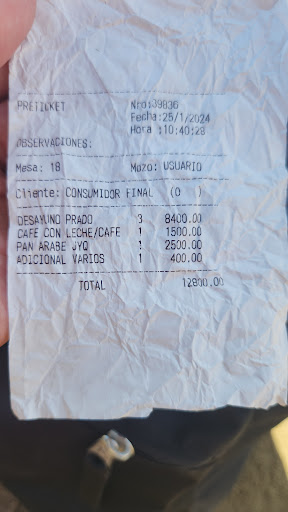 PRETICKET Nro:39836
Fecha:25/1/2024
Hora :10:40:28
OBSERVACIONES:
Mesa: 18 Mozo: USUARIO
Cliente: CONSUMIDOR FINAL (0 )
DESAYUNO PRADO 3 8400.00
CAFE CON LECHE/CAFE 1 1500.00
PAN ARABE JYQ 1 2500.00
ADICIONAL VARIOS 1 400.00
TOTAL 12800.00